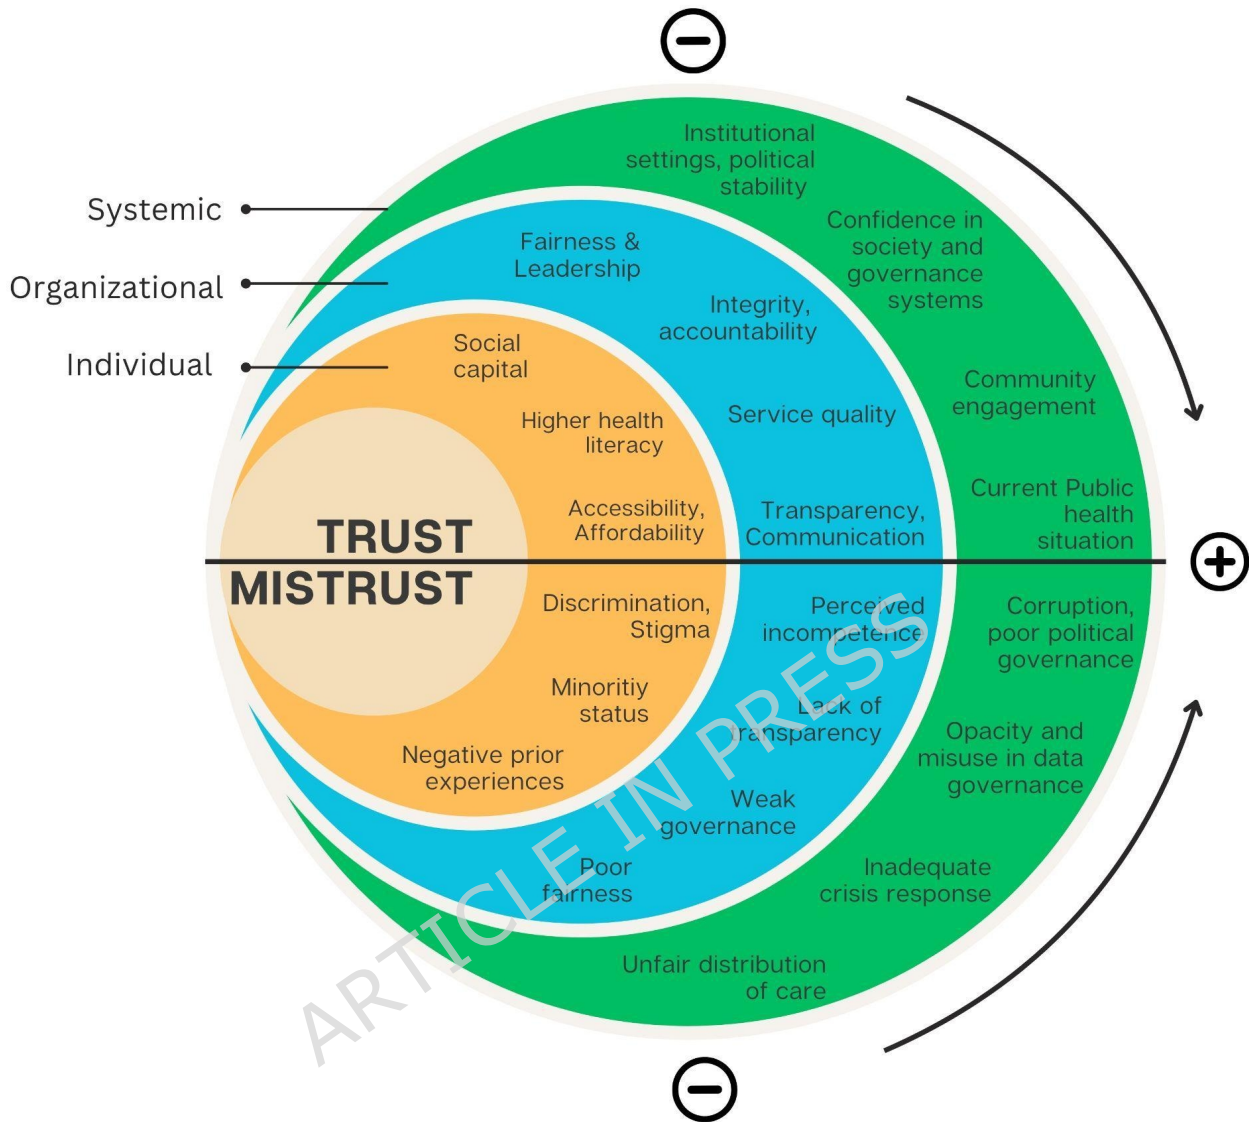 Systemic
Organizational
Individual
Institutional
settings, political
stability
Confidence in
society and
governance
systems
Community
engagement
Current Public
health
situation
Fairness &
Leadership
Integrity,
accountability
Service quality
Transparency,
Communication
Social
capital
Higher health
literacy
Accessibility,
Affordability
TRUST
MISTRUST
Discrimination,
Stigma
Minoritiy
status
Negative prior
experiences
Perceived
incompetence
Lack of
transparency
Weak
governance
Poor
fairness
Corruption,
poor political
governance
Opacity and
misuse in data
governance
Inadequate
crisis response
Unfair distribution
of care
ARTICLE IN PRESS